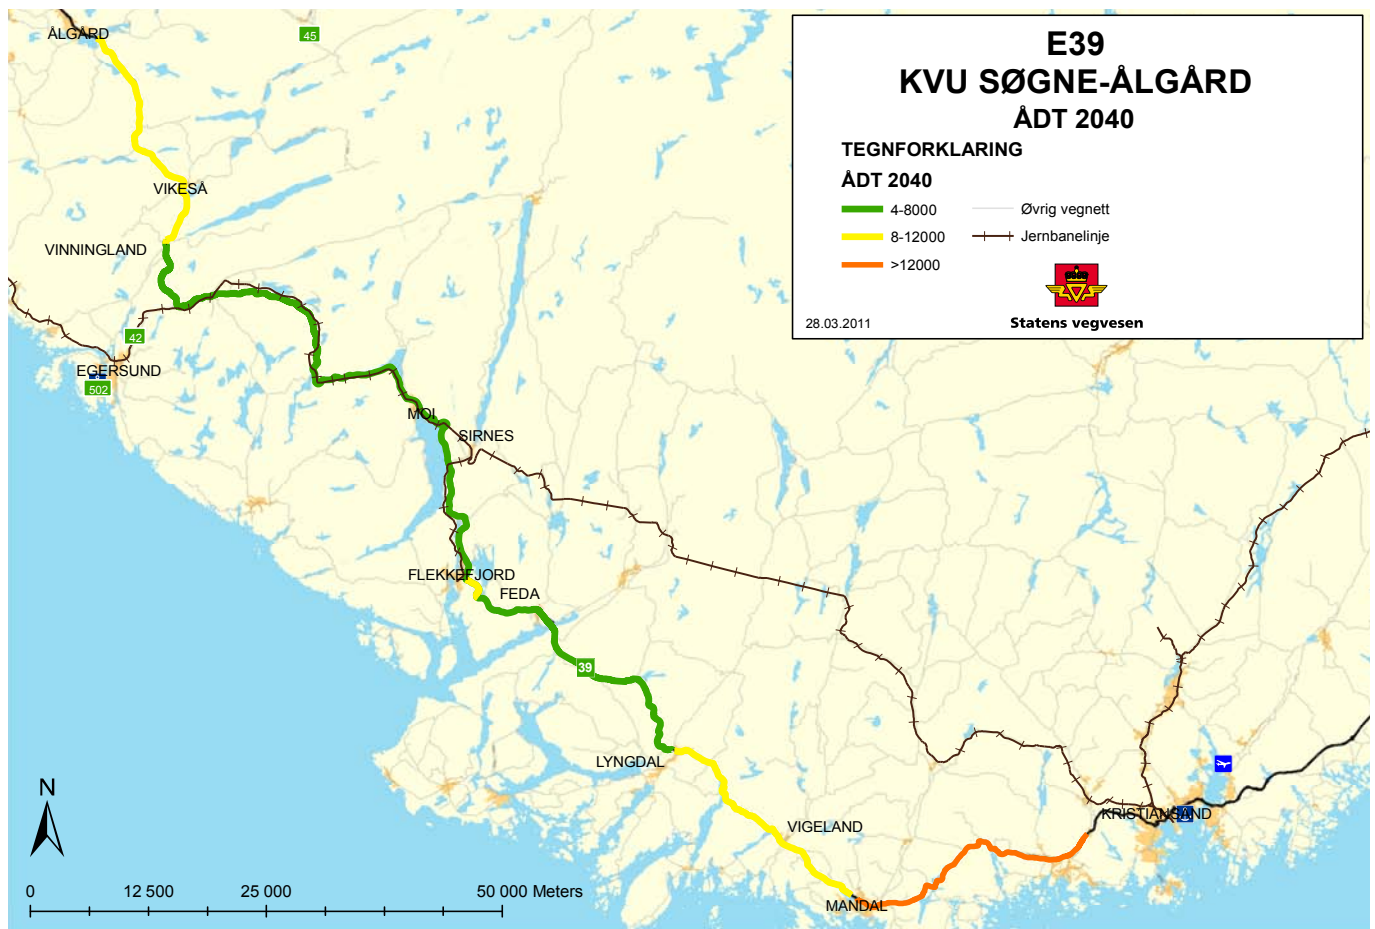 E39
KVU SØGNE-ÅLGÅRD
ÅDT 2040
TEGNFORKLARING
ÅDT 2040
4-8000
8-12000
>12000
Øvrig vegnett
Jernbanelinje
28.03.2011
Statens vegvesen
ÅLGÅRD
45
VIKESÅ
VINNINGLAND
42
EGERSUND
502
MOI
SIRNES
FLEKKEFJORD
FEDA
39
LYNGDAL
VIGELAND
KRISTIANSAND
MANDAL
N
0 12 500 25 000 50 000 Meters